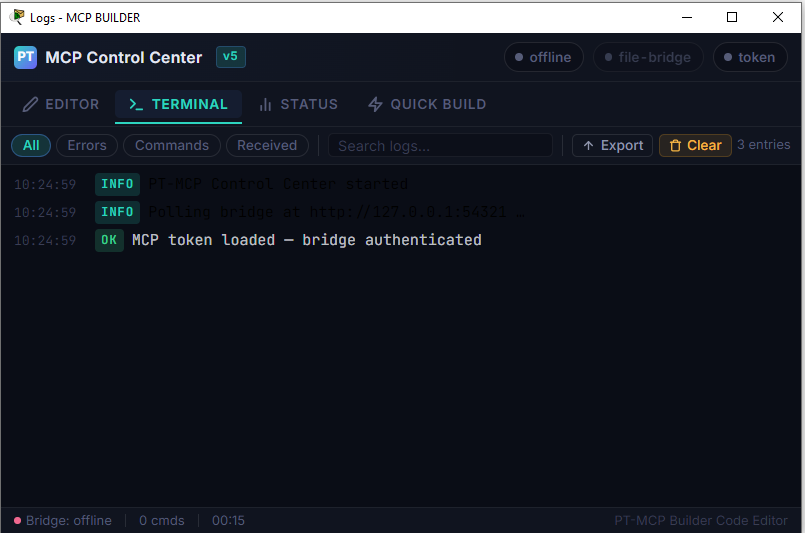 Logs - MCP BUILDER
PT MCP Control Center v5 offline file-bridge token
EDITOR TERMINAL STATUS QUICK BUILD
All Errors Commands Received Search logs... Export Clear 3 entries
10:24:59 INFO PT-MCP Control Center started
10:24:59 INFO Polling bridge at http://127.0.0.1:54321 …
10:24:59 OK MCP token loaded — bridge authenticated
Bridge: offline 0 cmds 00:15 PT-MCP Builder Code Editor